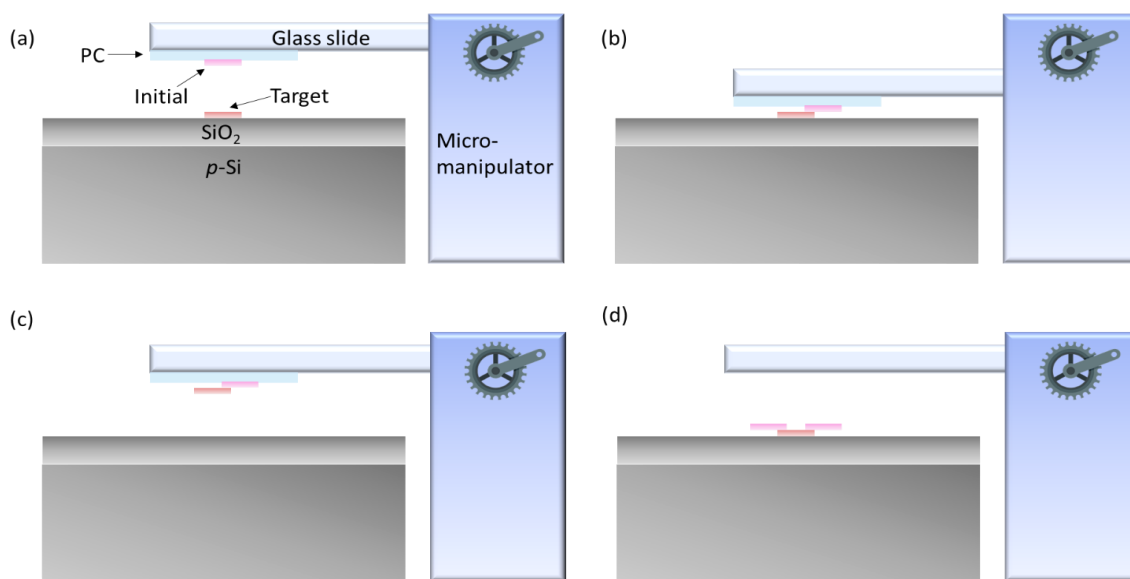 (a)
Glass slide
PC
Initial
Target
SiO₂
p-Si
Micro-
manipulator
(b)
(c)
(d)